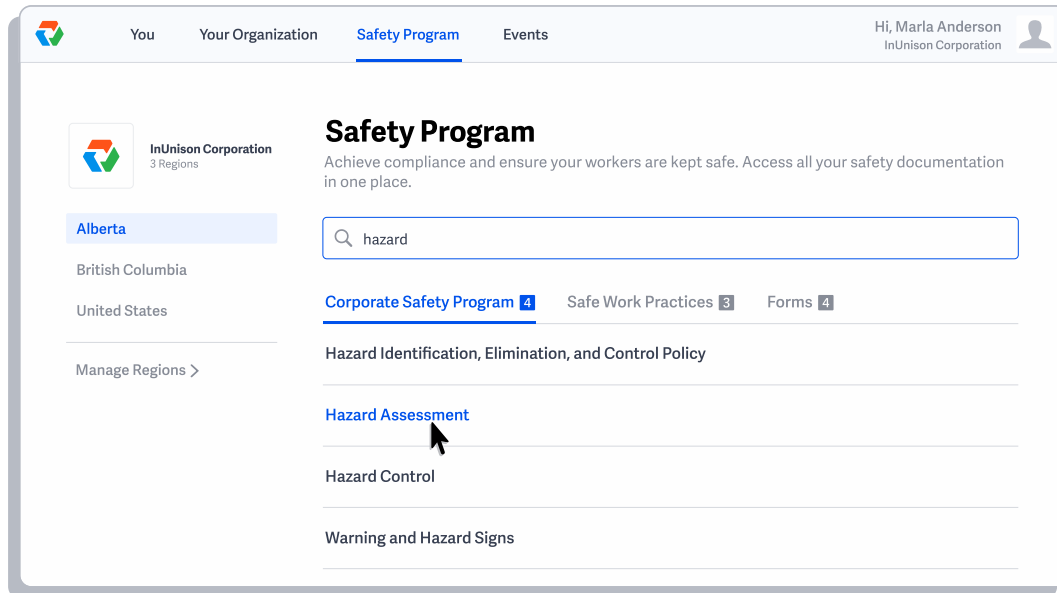 You Your Organization Safety Program Events
Hi, Marla Anderson
InUnison Corporation
InUnison Corporation
3 Regions
Alberta
British Columbia
United States
Manage Regions
Safety Program
Achieve compliance and ensure your workers are kept safe. Access all your safety documentation
in one place.
hazard
Corporate Safety Program 4 Safe Work Practices 3 Forms 4
Hazard Identification, Elimination, and Control Policy
Hazard Assessment
Hazard Control
Warning and Hazard Signs